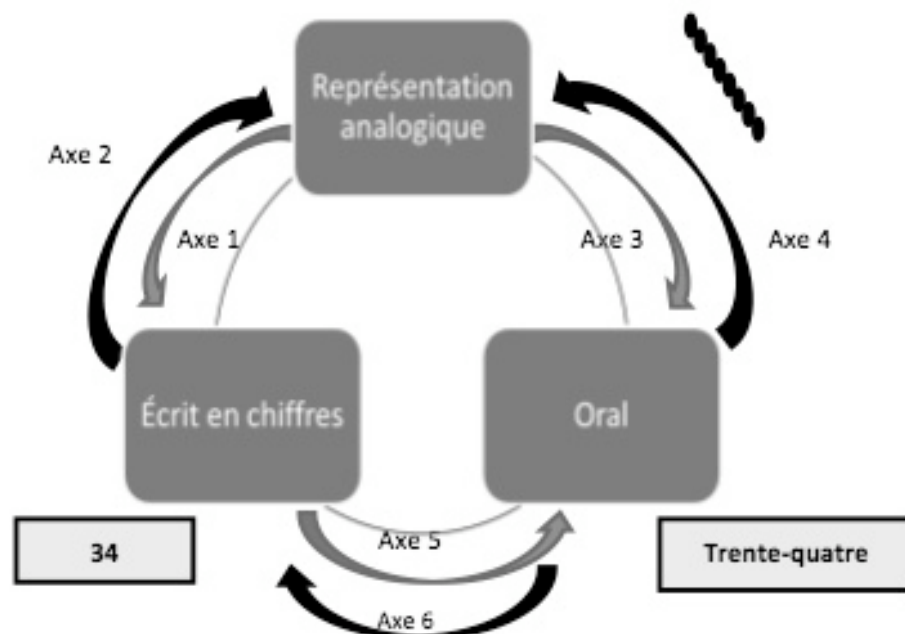 Représentation
analogique
Axe 2
Axe 1
Axe 3
Axe 4
Écrit en chiffres
Oral
34
Axe 5
Trente-quatre
Axe 6